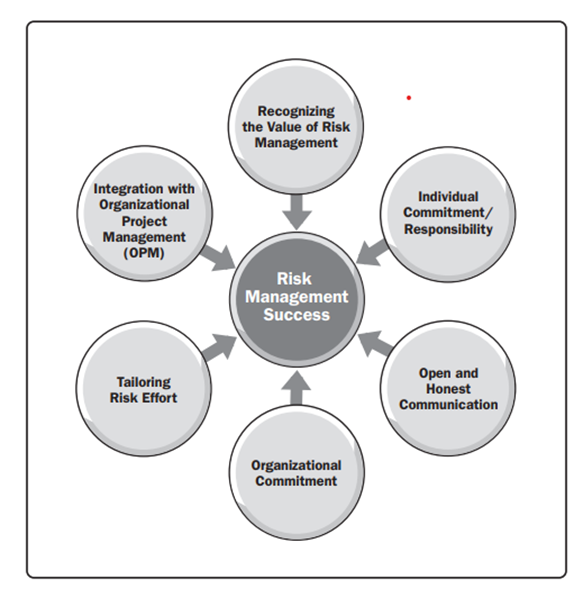 Recognizing
the Value of Risk
Management
Individual
Commitment/
Responsibility
Open and
Honest
Communication
Organizational
Commitment
Tailoring
Risk Effort
Integration with
Organizational
Project
Management
(OPM)
Risk
Management
Success